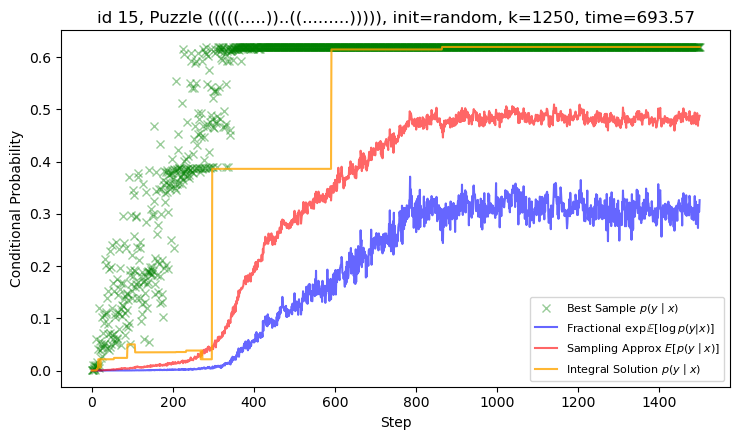 id 15, Puzzle (((((.....))..((.........))))), init=random, k=1250, time=693.57
Conditional Probability
0.6
0.5
0.4
0.3
0.2
0.1
0.0
0
200
400
600
800
1000
1200
1400
Step
Best Sample p(y | x)
Fractional exp 𝔼[log p(y|x)]
Sampling Approx E[p(y | x)]
Integral Solution p(y | x)